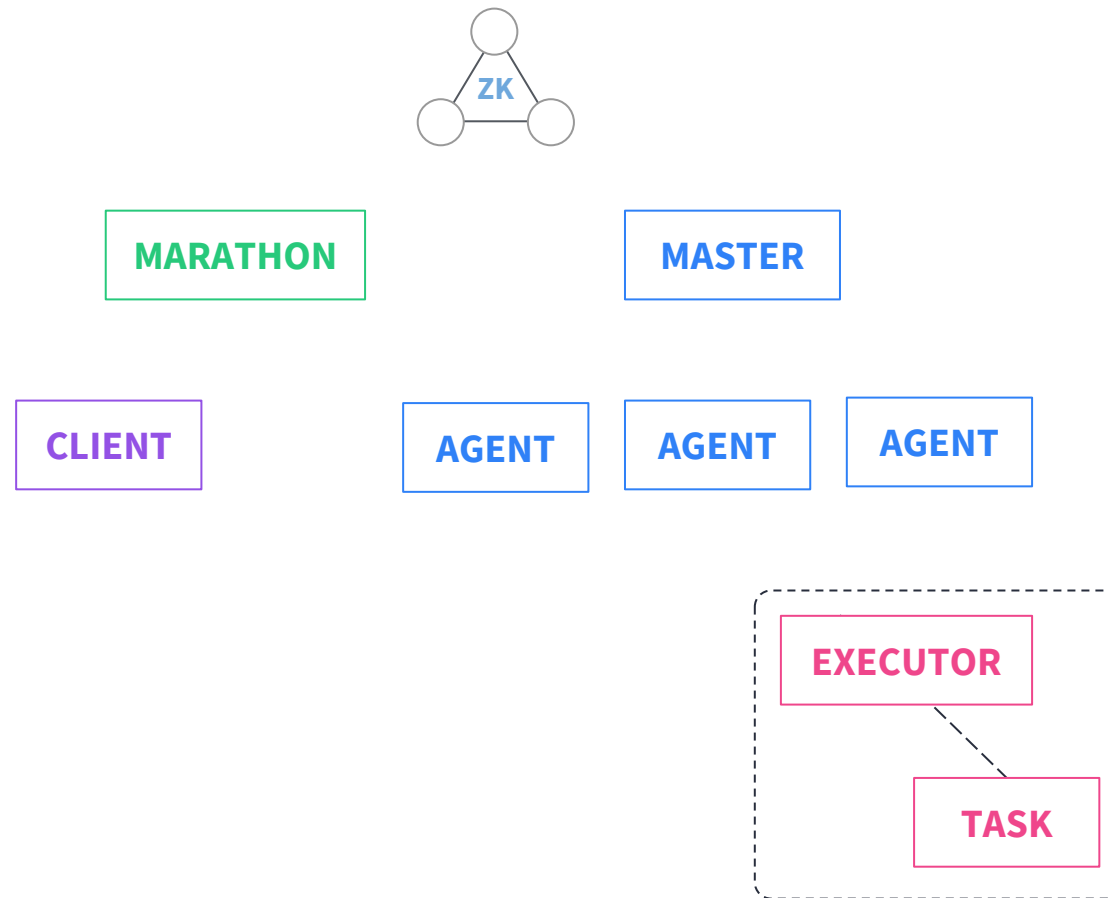 ZK
MARATHON
MASTER
CLIENT
AGENT
AGENT
AGENT
EXECUTOR
TASK